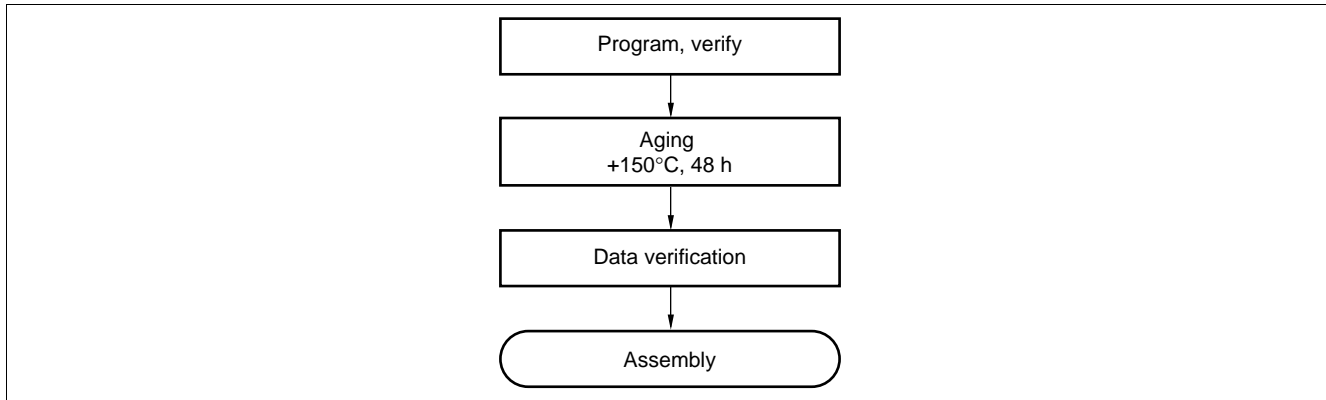 Program, verify
Aging
+150°C, 48 h
Data verification
Assembly